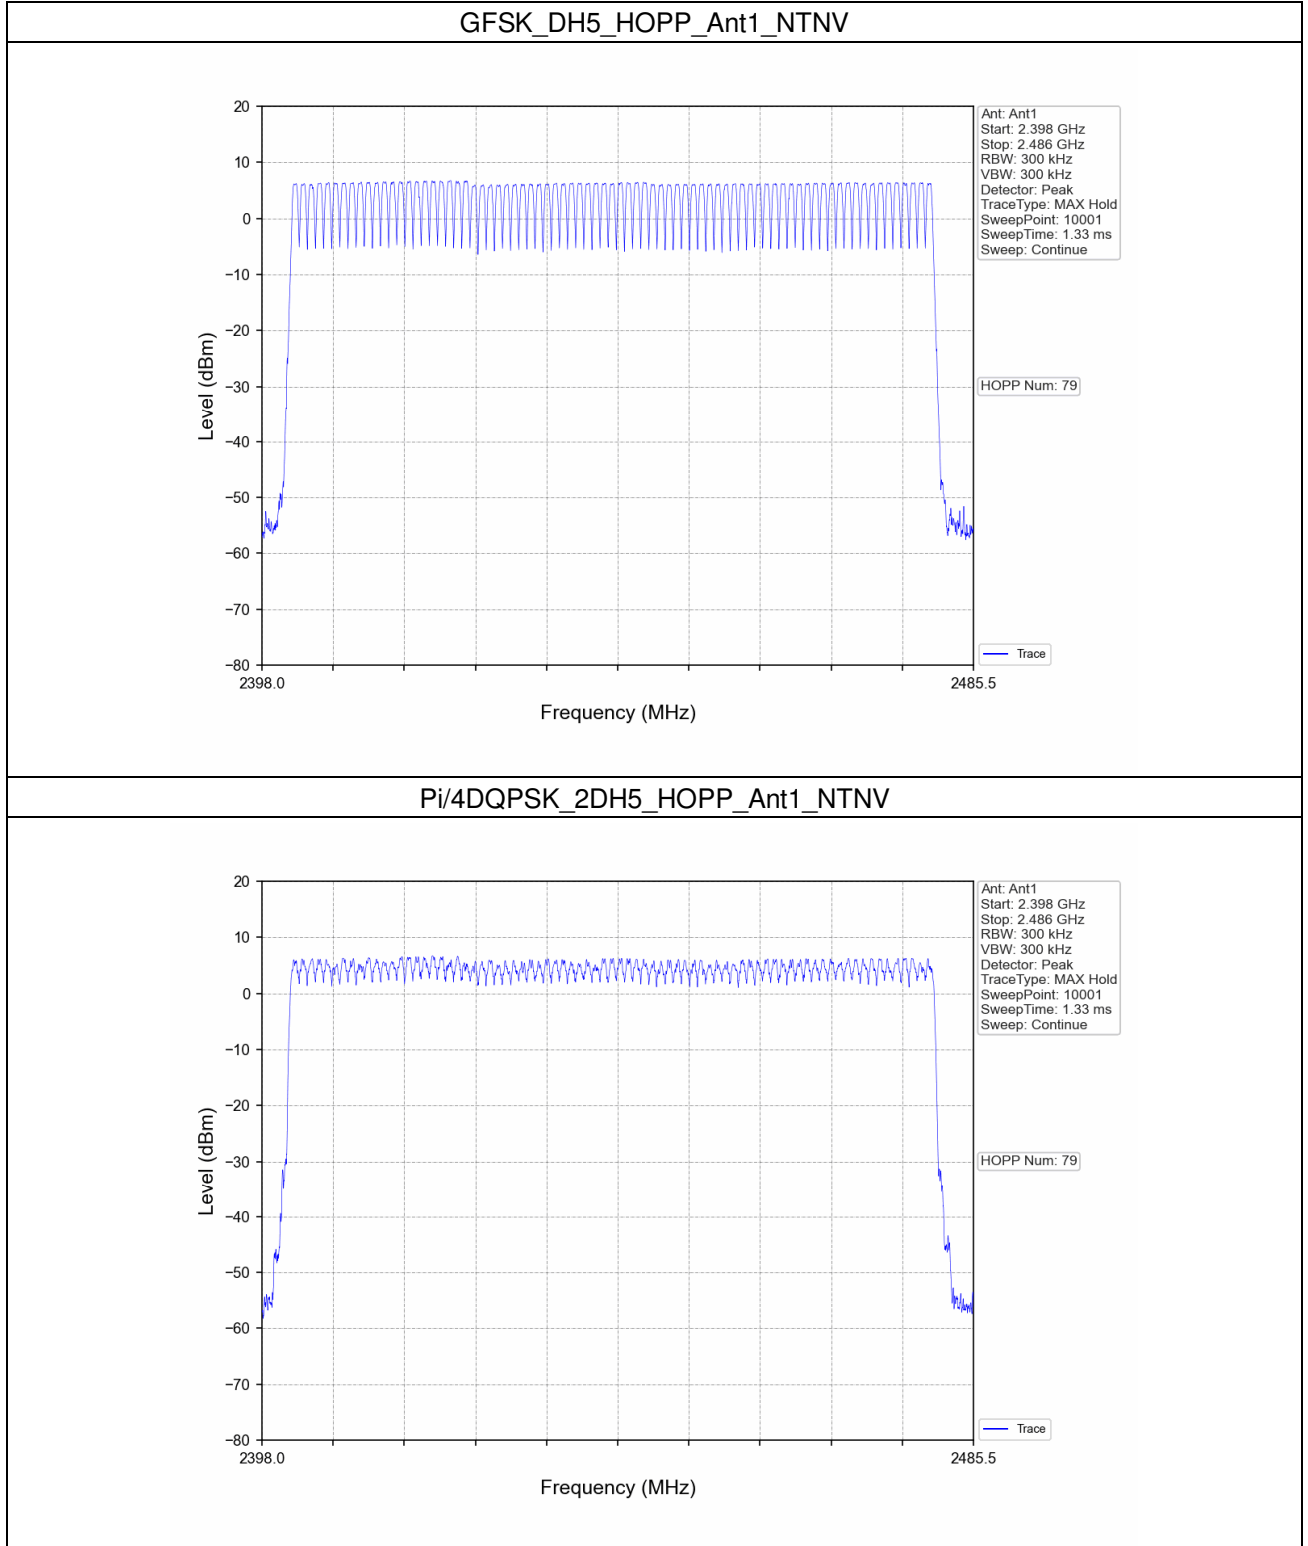 GFSK_DH5_HOPP_Ant1_NTNV
20
10
0
−10
−20
−30
−40
−50
−60
−70
−80
Level (dBm)
2398.0
2485.5
Frequency (MHz)
Ant: Ant1
Start: 2.398 GHz
Stop: 2.486 GHz
RBW: 300 kHz
VBW: 300 kHz
Detector: Peak
TraceType: MAX Hold
SweepPoint: 10001
SweepTime: 1.33 ms
Sweep: Continue
HOPP Num: 79
Trace
Pi/4DQPSK_2DH5_HOPP_Ant1_NTNV
20
10
0
−10
−20
−30
−40
−50
−60
−70
−80
Level (dBm)
2398.0
2485.5
Frequency (MHz)
Ant: Ant1
Start: 2.398 GHz
Stop: 2.486 GHz
RBW: 300 kHz
VBW: 300 kHz
Detector: Peak
TraceType: MAX Hold
SweepPoint: 10001
SweepTime: 1.33 ms
Sweep: Continue
HOPP Num: 79
Trace